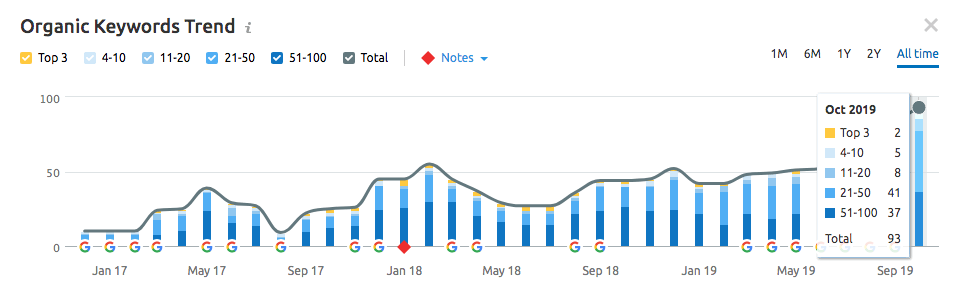 Organic Keywords Trend i
Top 3 4-10 11-20 21-50 51-100 Total Notes 1M 6M 1Y 2Y All time
100
50
0
Oct 2019
Top 3 2
4-10 5
11-20 8
21-50 41
51-100 37
Total 93
Jan 17 May 17 Sep 17 Jan 18 May 18 Sep 18 Jan 19 May 19 Sep 19